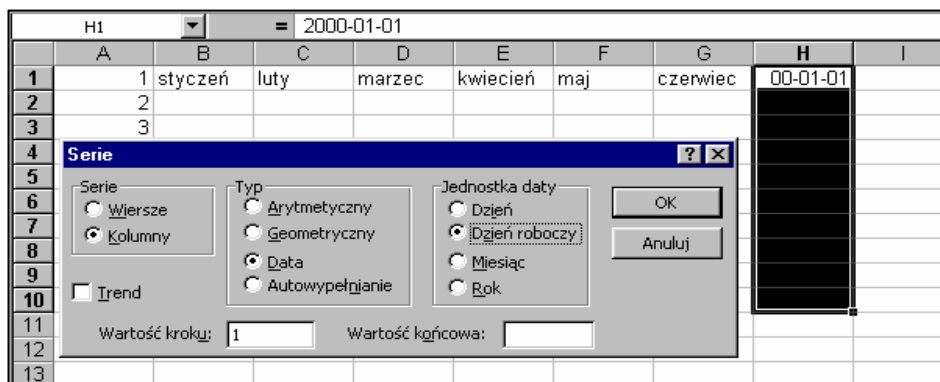 H1 = 2000-01-01
A B C D E F G H I
1 1 styczeń luty marzec kwiecień maj czerwiec 00-01-01
2 2
3 3
4
5
6
7
8
9
10
11
12
13
Serie ? ×
Serie
Wiersze
Kolumny
Trend
Typ
Arytmetyczny
Geometryczny
Data
Autowypełnianie
Jednostka daty
Dzień
Dzień roboczy
Miesiąc
Rok
OK
Anuluj
Wartość kroku: 1 Wartość końcowa: